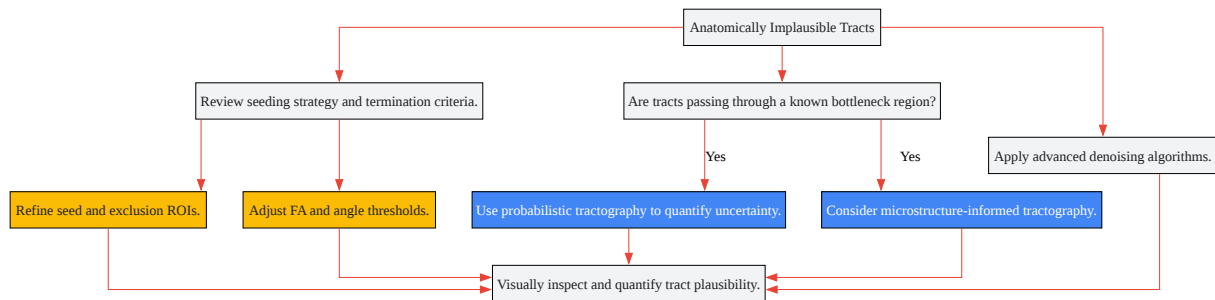 Anatomically Implausible Tracts
Review seeding strategy and termination criteria.
Are tracts passing through a known bottleneck region?
Yes
Yes
Apply advanced denoising algorithms.
Refine seed and exclusion ROIs.
Adjust FA and angle thresholds.
Use probabilistic tractography to quantify uncertainty.
Consider microstructure-informed tractography.
Visually inspect and quantify tract plausibility.